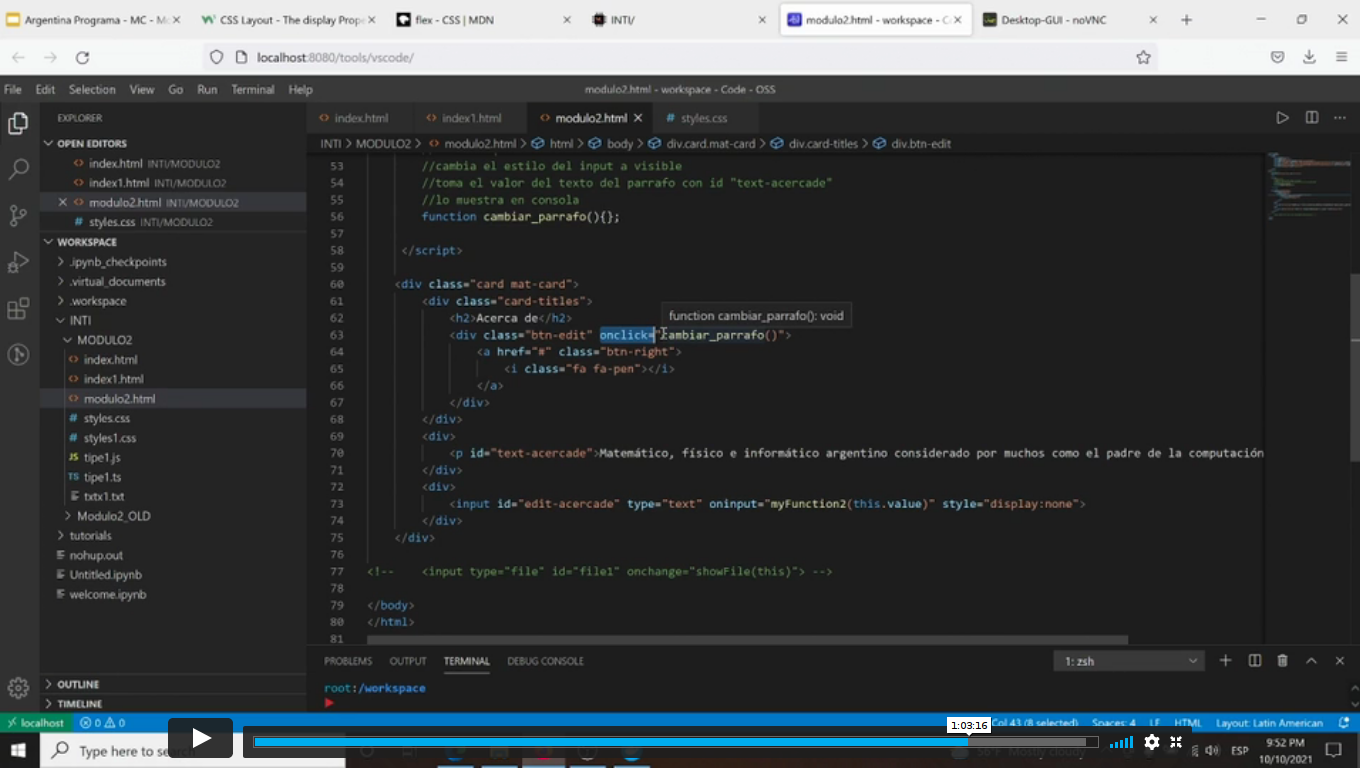 Argentina Programa - MC - Mo
CSS Layout - The display Prope
flex - CSS | MDN
INTI/
modulo2.html - workspace - Co
Desktop-GUI - noVNC
localhost:8080/tools/vscode/
File Edit Selection View Go Run Terminal Help
modulo2.html - workspace - Code - OSS
EXPLORER
OPEN EDITORS
index.html INTI/MODULO2
index1.html INTI/MODULO2
modulo2.html INTI/MODULO2
styles.css INTI/MODULO2
WORKSPACE
.ipynb_checkpoints
.virtual_documents
.workspace
INTI
MODULO2
index.html
index1.html
modulo2.html
styles.css
styles1.css
JS tipe1.js
TS tipe1.ts
txtx1.txt
Modulo2_OLD
tutorials
nohup.out
Untitled.ipynb
welcome.ipynb
OUTLINE
TIMELINE
index.html index1.html modulo2.html styles.css
INTI > MODULO2 > modulo2.html > html > body > div.card.mat-card > div.card-titles > div.btn-edit
53 //cambia el estilo del input a visible
54 //toma el valor del texto del parrafo con id "text-acercade"
55 //lo muestra en consola
56 function cambiar_parrafo(){};
57
58 </script>
59
60 <div class="card mat-card">
61 <div class="card-titles">
62 <h2>Acerca de</h2>
function cambiar_parrafo(): void
63 <div class="btn-edit" onclick="cambiar_parrafo()">
64 <a href="#" class="btn-right">
65 <i class="fa fa-pen"></i>
66 </a>
67 </div>
68 </div>
69 <div>
70 <p id="text-acercade">Matemático, físico e informático argentino considerado por muchos como el padre de la computación
71 </div>
72 <div>
73 <input id="edit-acercade" type="text" oninput="myFunction2(this.value)" style="display:none">
74 </div>
75 </div>
76
77 <!-- <input type="file" id="file1" onchange="showFile(this)"> -->
78
79 </body>
80 </html>
81
PROBLEMS OUTPUT TERMINAL DEBUG CONSOLE
1: zsh
root:/workspace
localhost 0 0
1:03:16
Col 43 (8 selected) Spaces: 4 LF HTML Layout: Latin American
Type here to search
56°F Mostly cloudy
ESP
9:52 PM
10/10/2021